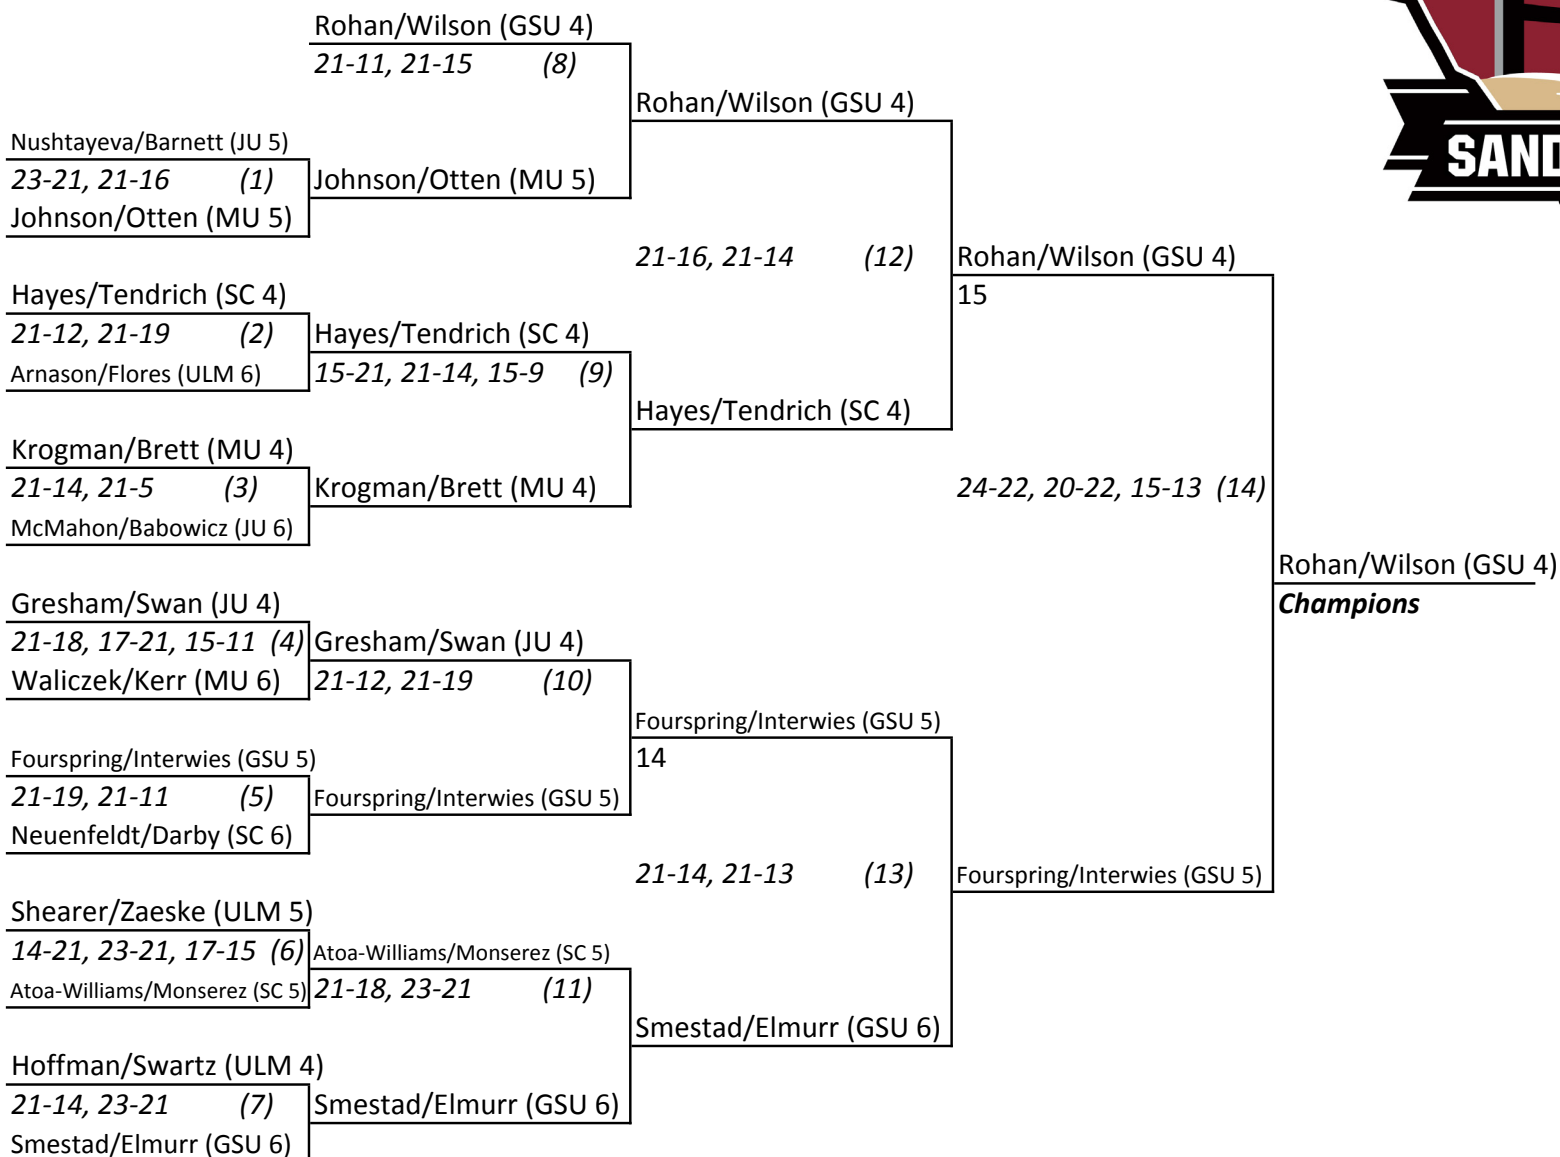 Rohan/Wilson (GSU 4)
21-11, 21-15 (8)
Rohan/Wilson (GSU 4)
Nushtayeva/Barnett (JU 5)
23-21, 21-16 (1)
Johnson/Otten (MU 5)
Johnson/Otten (MU 5)
21-16, 21-14 (12)
Rohan/Wilson (GSU 4)
15
Hayes/Tendrich (SC 4)
21-12, 21-19 (2)
Hayes/Tendrich (SC 4)
Arnason/Flores (ULM 6)
15-21, 21-14, 15-9 (9)
Hayes/Tendrich (SC 4)
Krogman/Brett (MU 4)
21-14, 21-5 (3)
Krogman/Brett (MU 4)
24-22, 20-22, 15-13 (14)
McMahon/Babowicz (JU 6)
Rohan/Wilson (GSU 4)
Champions
Gresham/Swan (JU 4)
21-18, 17-21, 15-11 (4)
Gresham/Swan (JU 4)
Waliczek/Kerr (MU 6)
21-12, 21-19 (10)
Fourspring/Interwies (GSU 5)
14
Fourspring/Interwies (GSU 5)
21-19, 21-11 (5)
Fourspring/Interwies (GSU 5)
Neuenfeldt/Darby (SC 6)
21-14, 21-13 (13)
Fourspring/Interwies (GSU 5)
Shearer/Zaeske (ULM 5)
14-21, 23-21, 17-15 (6)
Atoa-Williams/Monserez (SC 5)
Atoa-Williams/Monserez (SC 5)
21-18, 23-21 (11)
Smestad/Elmurr (GSU 6)
Hoffman/Swartz (ULM 4)
21-14, 23-21 (7)
Smestad/Elmurr (GSU 6)
Smestad/Elmurr (GSU 6)
SAND